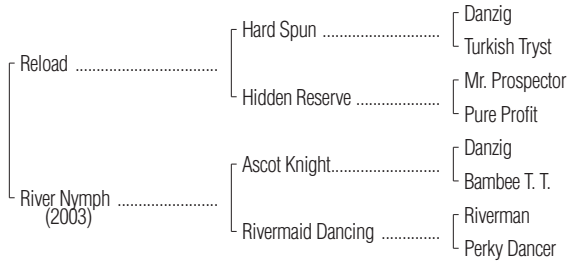 Danzig
Hard Spun ........................
Turkish Tryst
Reload .............................
Mr. Prospector
Hidden Reserve .................
Pure Profit
Danzig
Ascot Knight......................
Bambee T. T.
River Nymph ....................
(2003)
Riverman
Rivermaid Dancing .............
Perky Dancer